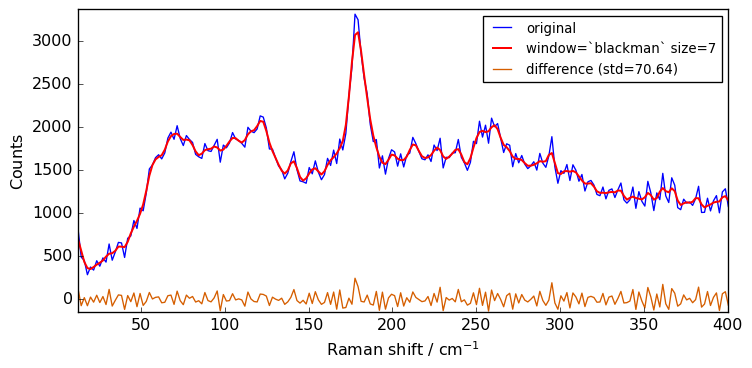 original
window=`blackman` size=7
difference (std=70.64)
Counts
3000
2500
2000
1500
1000
500
0
50 100 150 200 250 300 350 400
Raman shift / cm⁻¹